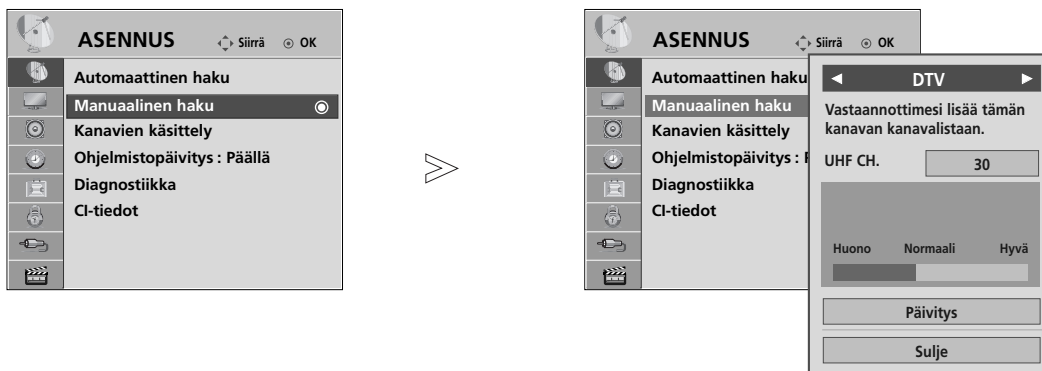 ASENNUS Siirrä OK
Automaattinen haku
Manuaalinen haku
Kanavien käsittely
Ohjelmistopäivitys : Päällä
Diagnostiikka
CI-tiedot
ASENNUS Siirrä OK
Automaattinen haku
Manuaalinen haku
Kanavien käsittely
Ohjelmistopäivitys :
Diagnostiikka
CI-tiedot
DTV
Vastaannottimesi lisää tämän
kanavan kanavalistaan.
UHF CH. 30
Huono Normaali Hyvä
Päivitys
Sulje